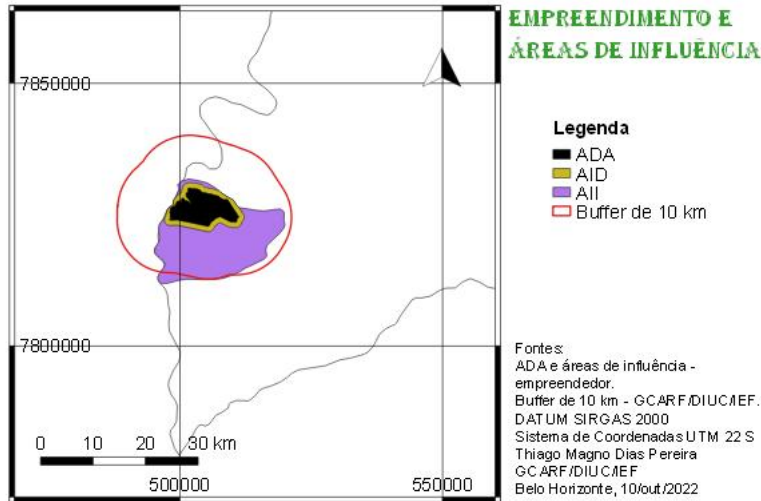 EMPREENDIMENTO E
ÁREAS DE INFLUÊNCIA
7850000
7800000
0 10 20 30 km
500000 550000
Legenda
ADA
AID
AII
Buffer de 10 km
Fontes:
ADA e áreas de influência -
empreendedor.
Buffer de 10 km - GCARF/DIUC/IEF.
DATUM SIRGAS 2000
Sistema de Coordenadas UTM 22 S
Thiago Magno Dias Pereira
GCARF/DIUC/IEF
Belo Horizonte, 10/out/2022